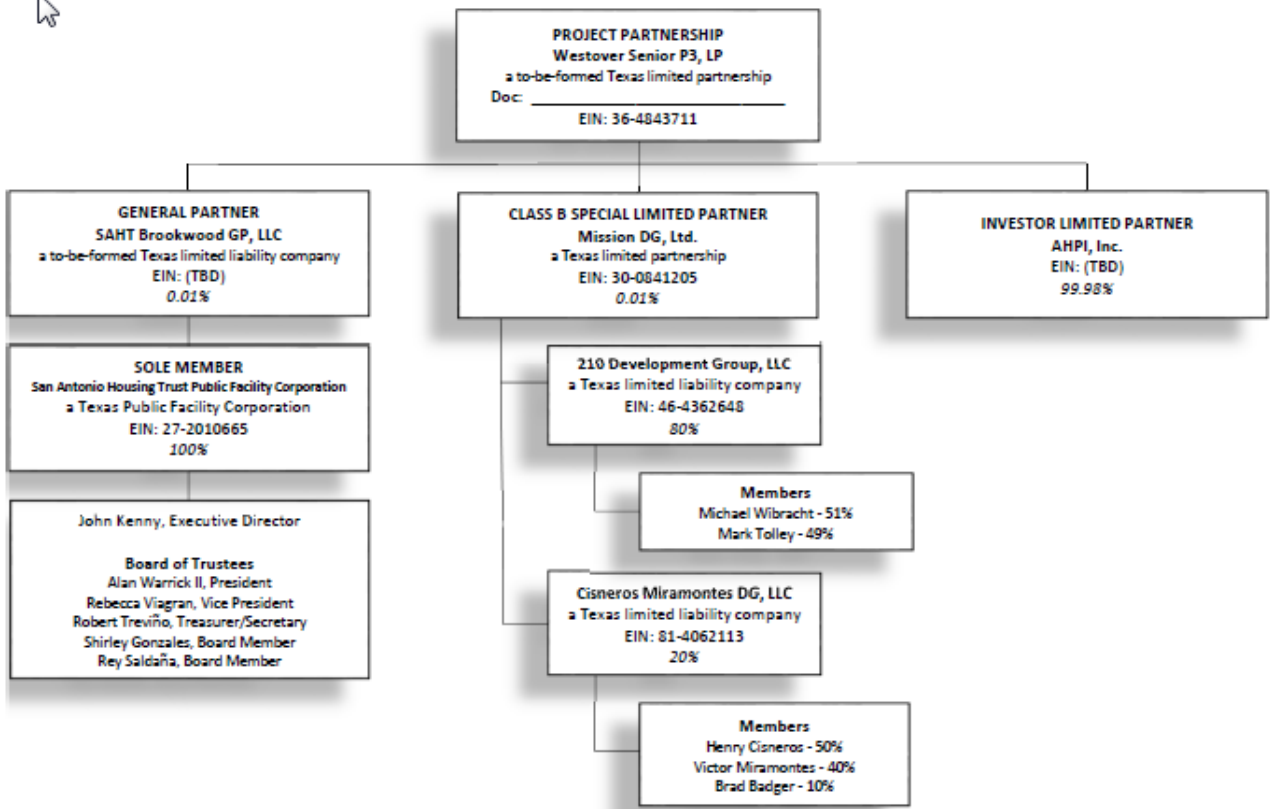 PROJECT PARTNERSHIP
Westover Senior P3, LP
a to-be-formed Texas limited partnership
Doc: ______________________________
EIN: 36-4843711
GENERAL PARTNER
SAHT Brookwood GP, LLC
a to-be-formed Texas limited liability company
EIN: (TBD)
0.01%
SOLE MEMBER
San Antonio Housing Trust Public Facility Corporation
a Texas Public Facility Corporation
EIN: 27-2010665
100%
John Kenny, Executive Director
Board of Trustees
Alan Warrick II, President
Rebecca Viagran, Vice President
Robert Treviño, Treasurer/Secretary
Shirley Gonzales, Board Member
Rey Saldaña, Board Member
CLASS B SPECIAL LIMITED PARTNER
Mission DG, Ltd.
a Texas limited partnership
EIN: 30-0841205
0.01%
210 Development Group, LLC
a Texas limited liability company
EIN: 46-4362648
80%
Members
Michael Wibracht - 51%
Mark Tolley - 49%
Cisneros Miramontes DG, LLC
a Texas limited liability company
EIN: 81-4062113
20%
Members
Henry Cisneros - 50%
Victor Miramontes - 40%
Brad Badger - 10%
INVESTOR LIMITED PARTNER
AHPI, Inc.
EIN: (TBD)
99.98%